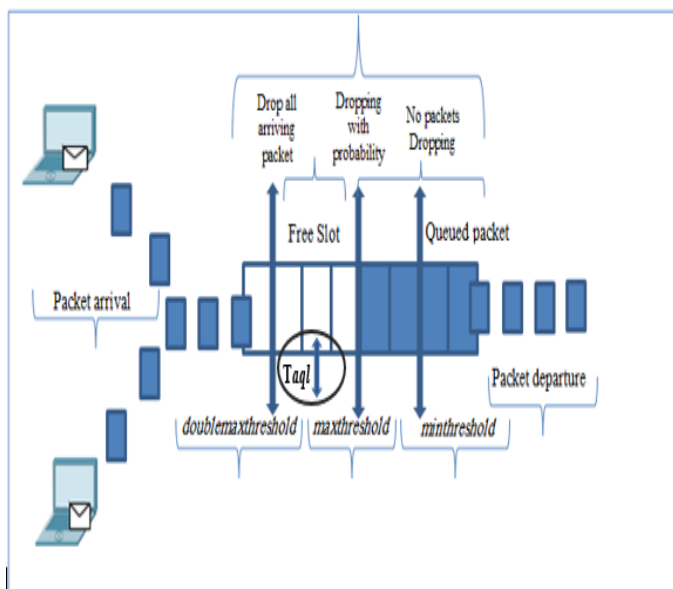 Drop all
arriving
packet
Dropping
with
probability
No packets
Dropping
Free Slot
Queued packet
Packet arrival
Taql
Packet departure
doublemaxthreshold
maxthreshold
minthreshold